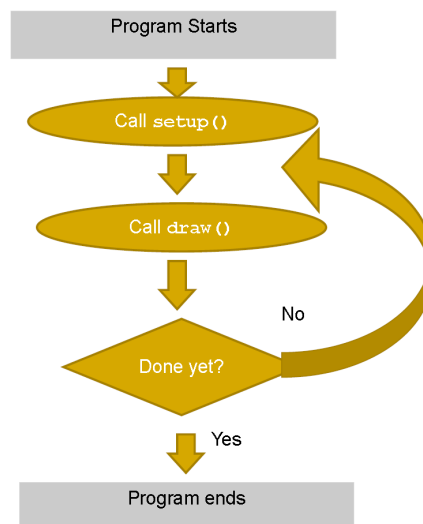 Program Starts
Call setup()
Call draw()
No
Done yet?
Yes
Program ends